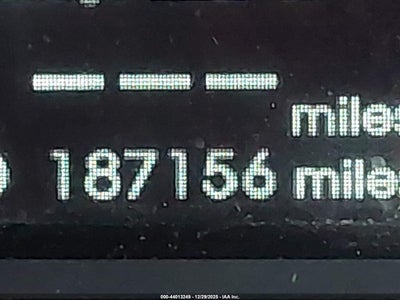 --- miles
187156 miles
000-44013249 - 12/29/2025 - IAA Inc.